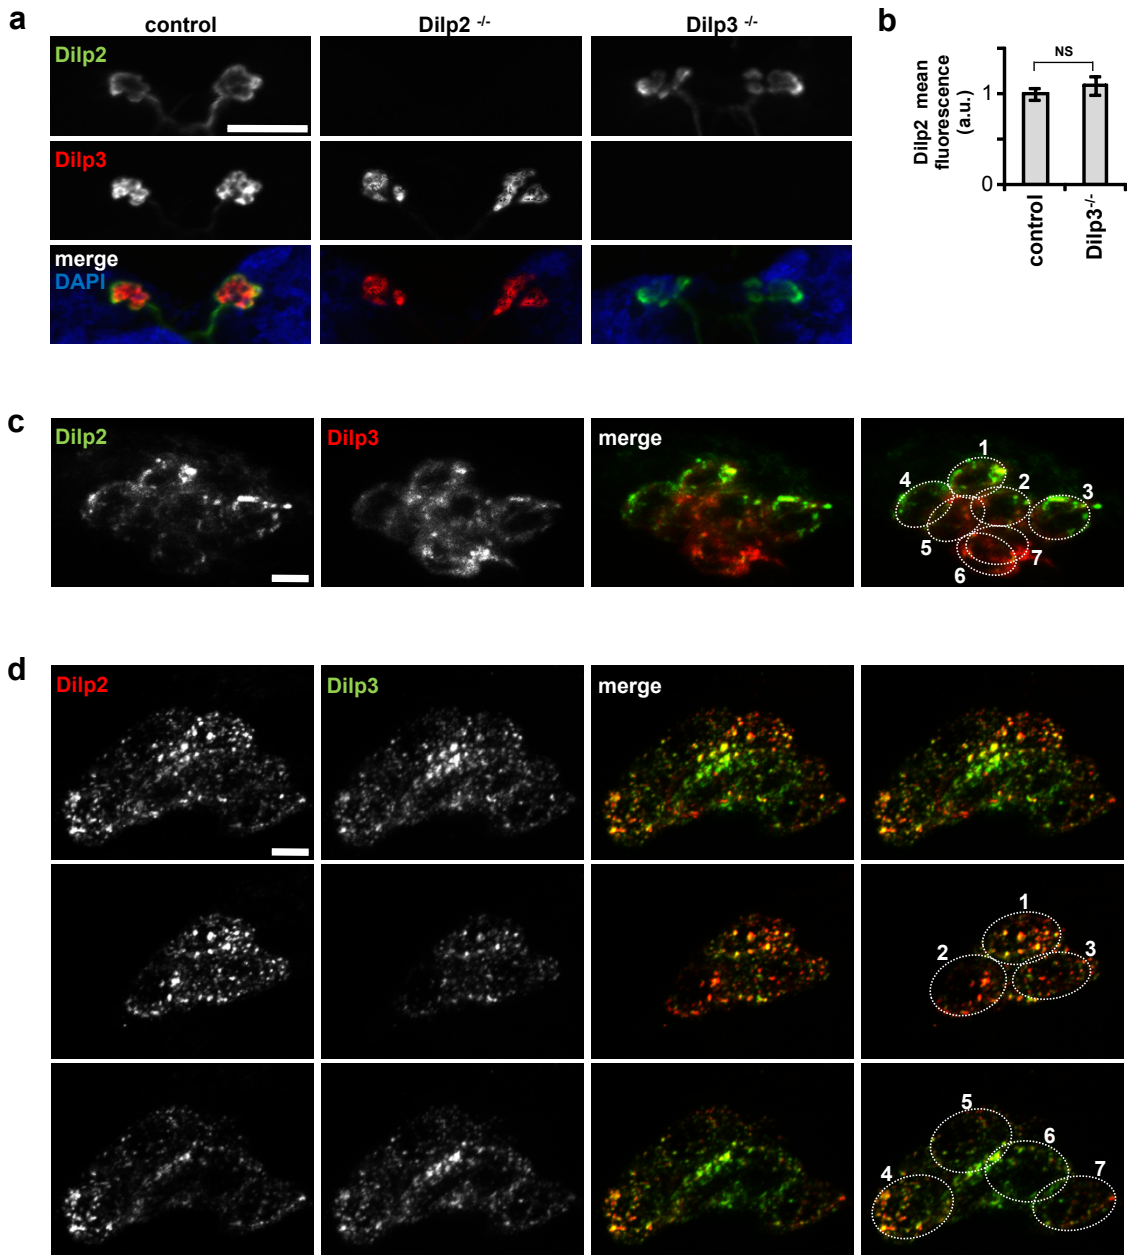 a
control
Dilp2 -/-
Dilp3 -/-
Dilp2
Dilp3
merge
DAPI
b
NS
Dilp2 mean
fluorescence
(a.u.)
1
0
control
Dilp3-/-
c
Dilp2
Dilp3
merge
1
2
3
4
5
6
7
d
Dilp2
Dilp3
merge
1
2
3
5
6
4
7